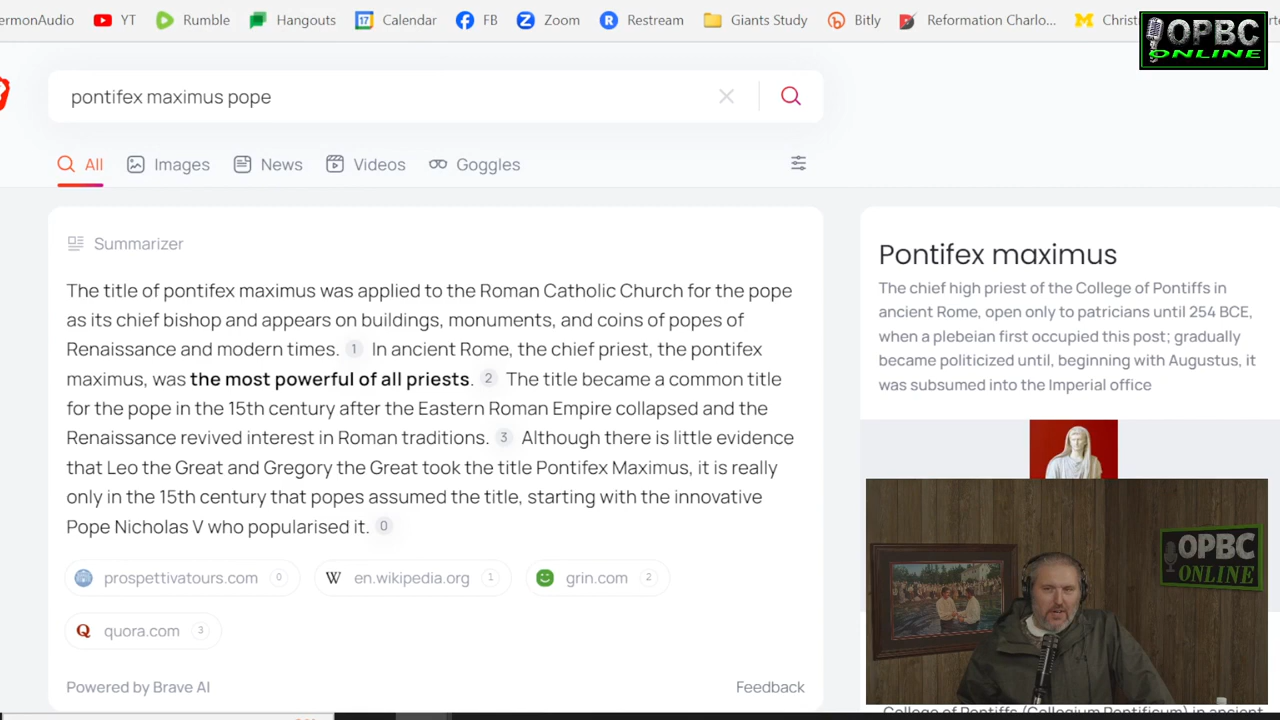 ermonAudio YT Rumble Hangouts Calendar FB Zoom Restream Giants Study Bitly Reformation Charlo... Christ
OPBC
ONLINE
pontifex maximus pope
All Images News Videos Goggles
Summarizer
The title of pontifex maximus was applied to the Roman Catholic Church for the pope
as its chief bishop and appears on buildings, monuments, and coins of popes of
Renaissance and modern times. 1 In ancient Rome, the chief priest, the pontifex
maximus, was the most powerful of all priests. 2 The title became a common title
for the pope in the 15th century after the Eastern Roman Empire collapsed and the
Renaissance revived interest in Roman traditions. 3 Although there is little evidence
that Leo the Great and Gregory the Great took the title Pontifex Maximus, it is really
only in the 15th century that popes assumed the title, starting with the innovative
Pope Nicholas V who popularised it. 0
prospettivatours.com 0 en.wikipedia.org 1 grin.com 2
quora.com 3
Powered by Brave AI Feedback
Pontifex maximus
The chief high priest of the College of Pontiffs in
ancient Rome, open only to patricians until 254 BCE,
when a plebeian first occupied this post; gradually
became politicized until, beginning with Augustus, it
was subsumed into the Imperial office
OPBC
ONLINE
College of Pontiffs (Collegium Pontificum) in ancient